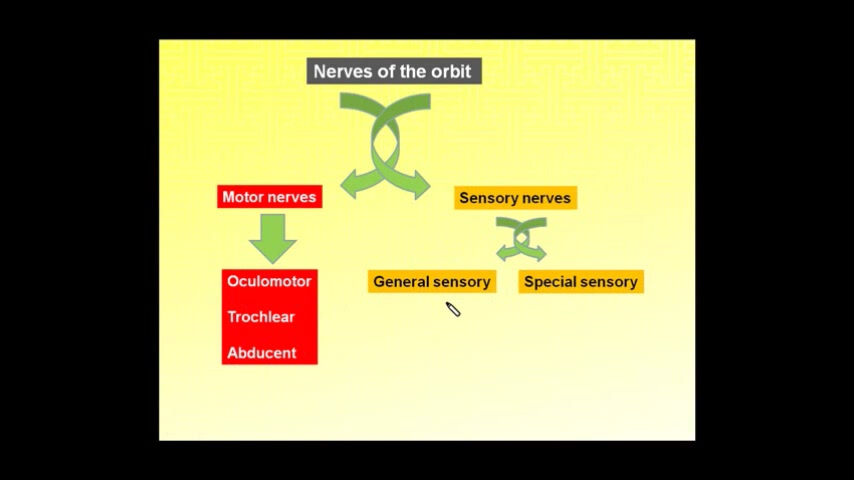 Nerves of the orbit
Motor nerves
Sensory nerves
Oculomotor
Trochlear
Abducent
General sensory
Special sensory